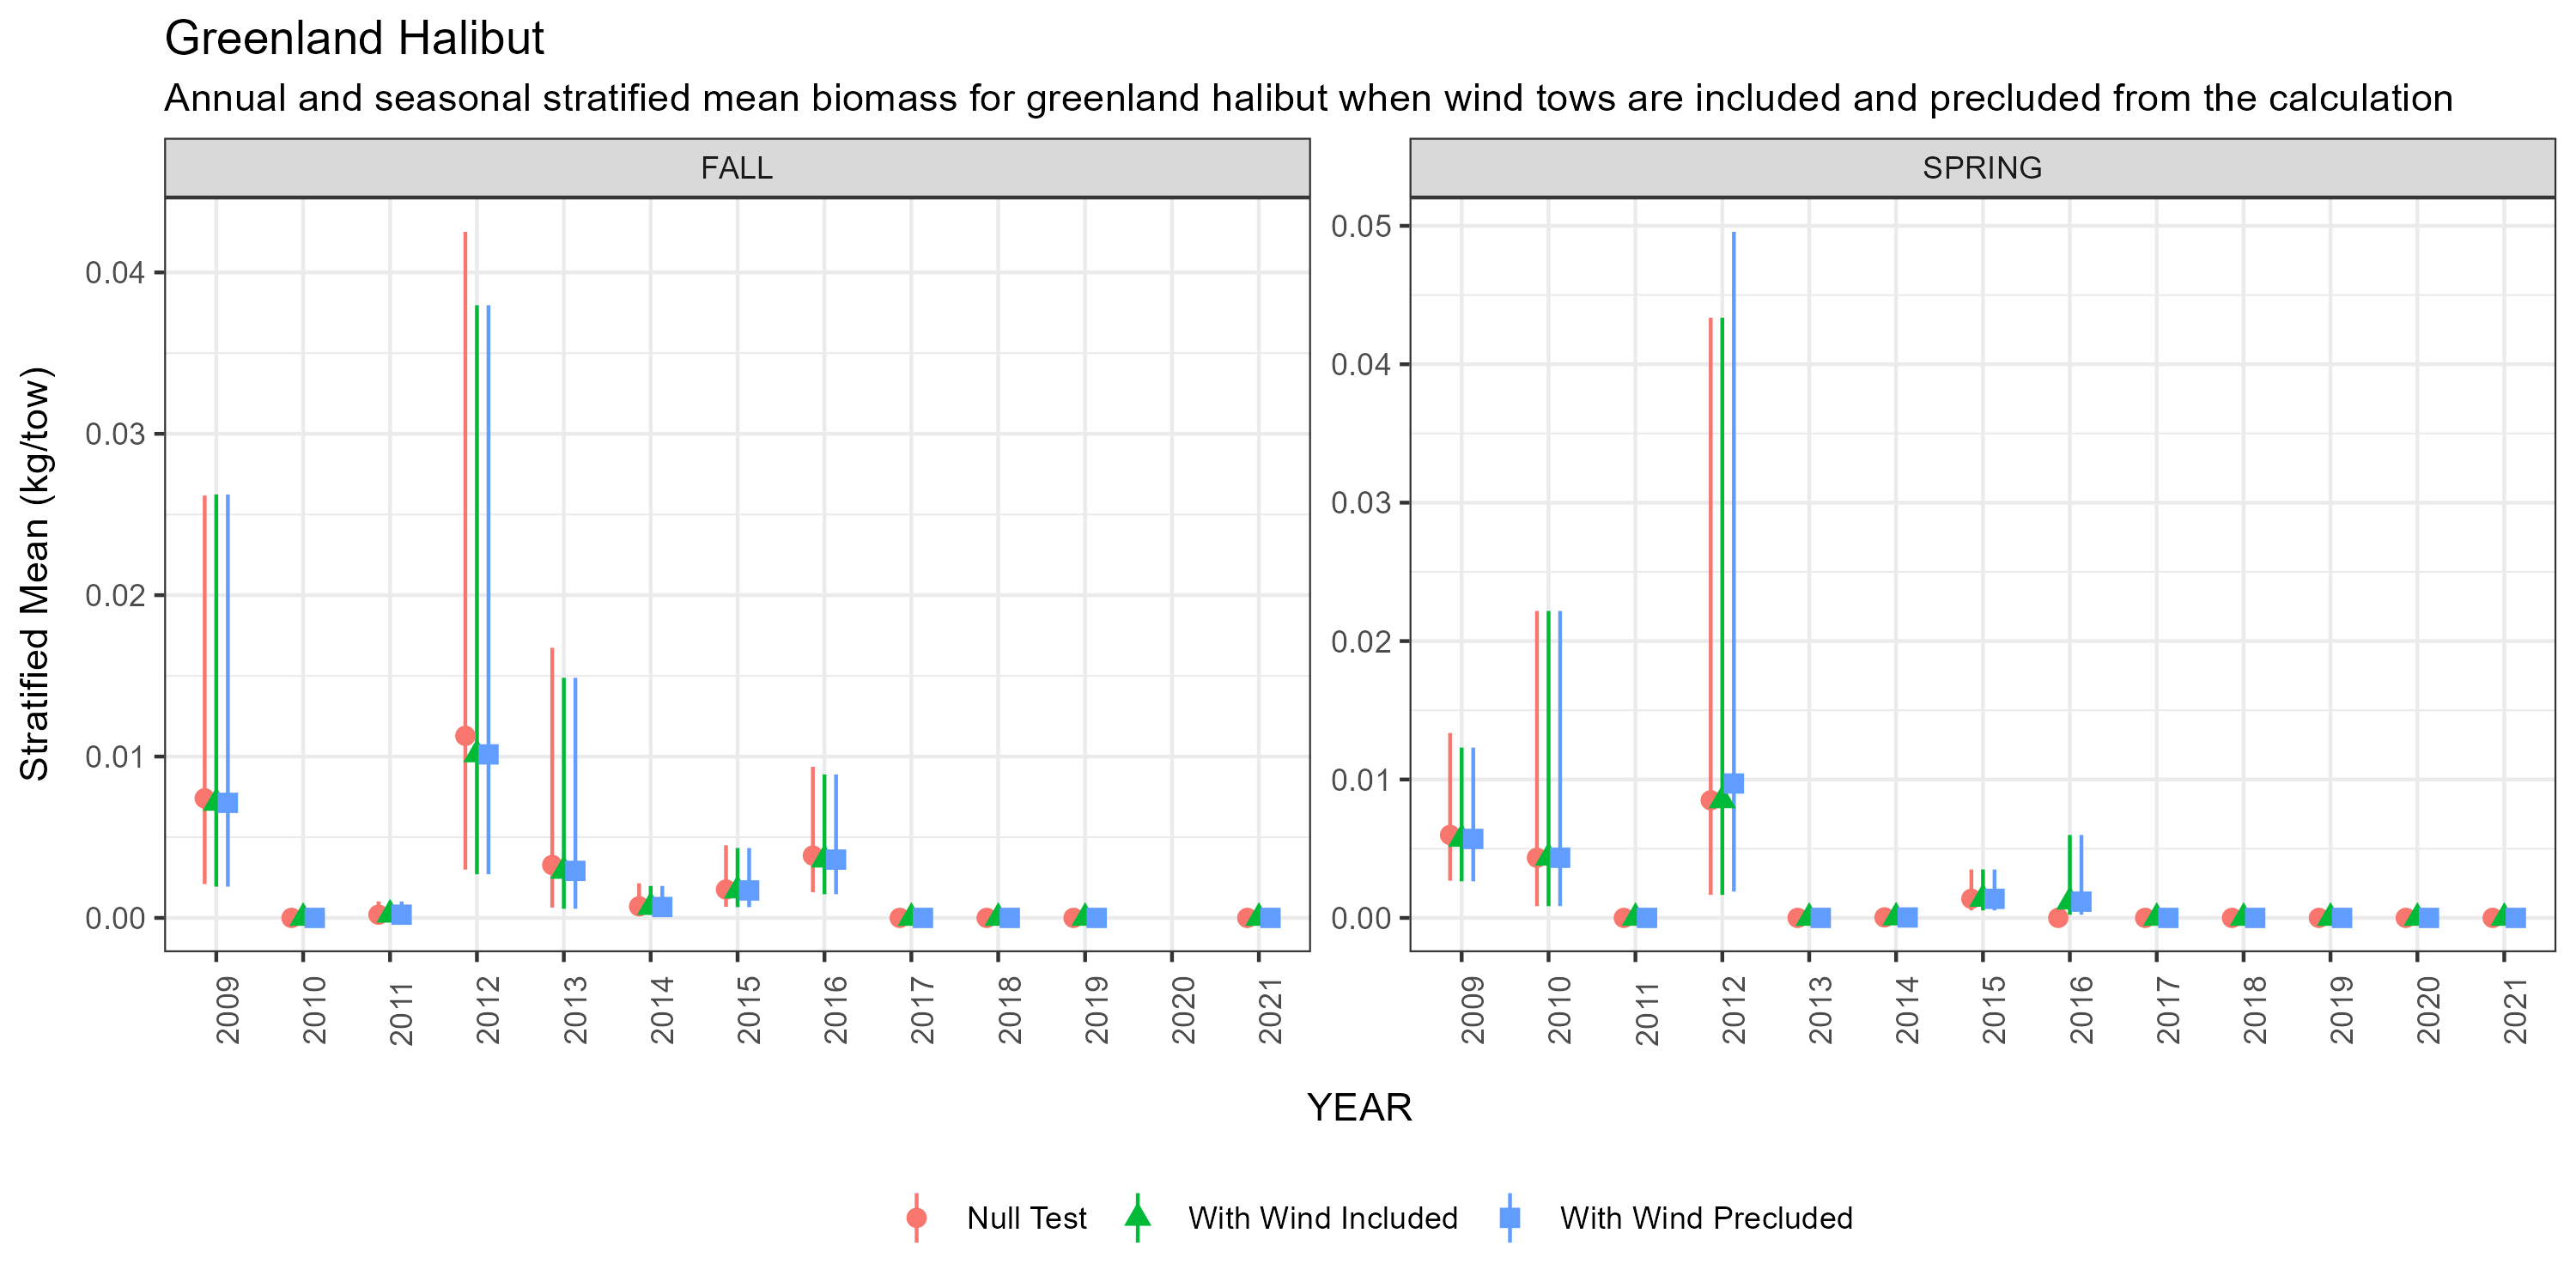 Greenland Halibut
Annual and seasonal stratified mean biomass for greenland halibut when wind tows are included and precluded from the calculation
FALL
SPRING
Stratified Mean (kg/tow)
0.04
0.03
0.02
0.01
0.00
0.05
0.04
0.03
0.02
0.01
0.00
2009 2010 2011 2012 2013 2014 2015 2016 2017 2018 2019 2020 2021
2009 2010 2011 2012 2013 2014 2015 2016 2017 2018 2019 2020 2021
YEAR
Null Test With Wind Included With Wind Precluded